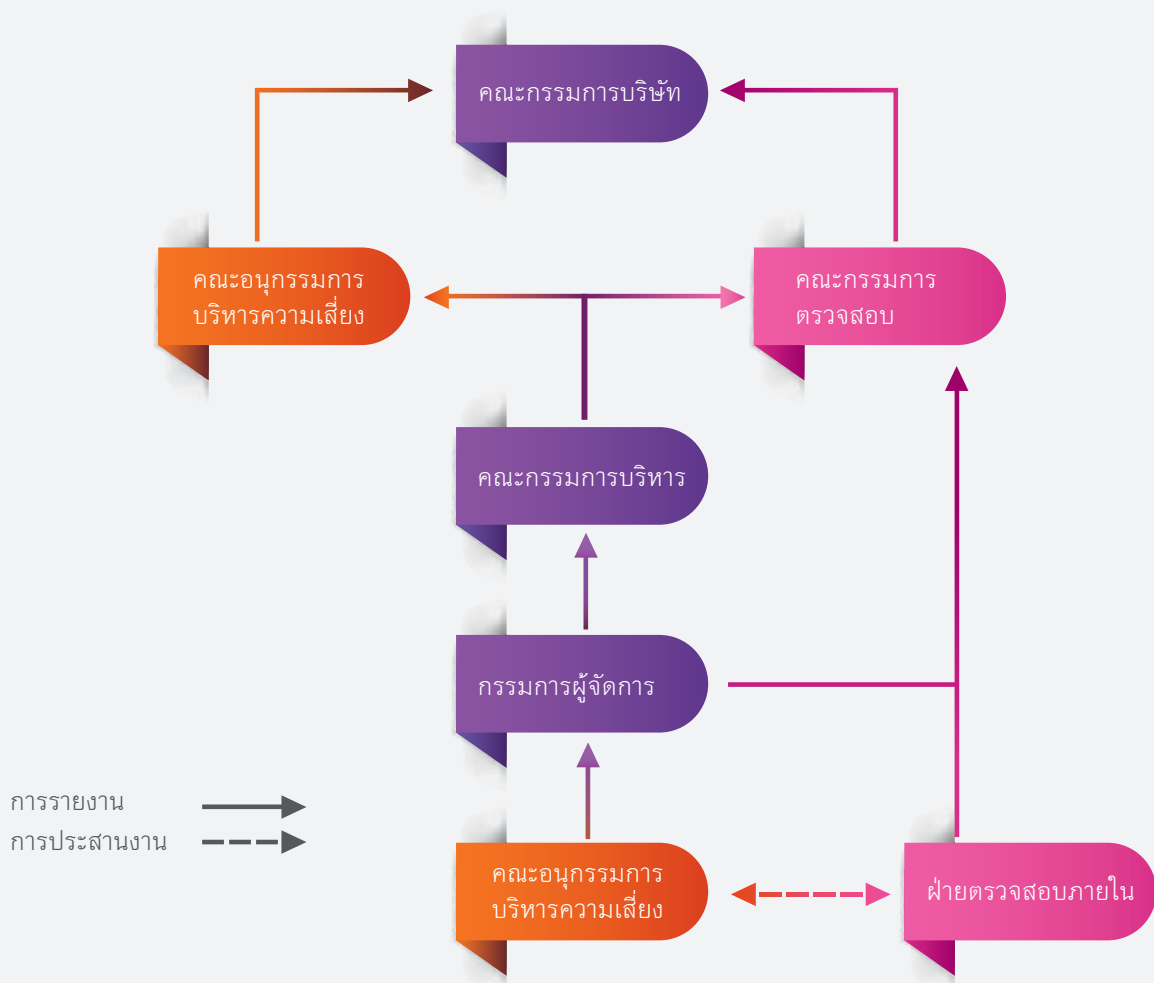 คณะกรรมการบริษัท
คณะอนุกรรมการ
บริหารความเสี่ยง
คณะกรรมการ
ตรวจสอบ
คณะกรรมการบริหาร
กรรมการผู้จัดการ
การรายงาน
การประสานงาน
คณะอนุกรรมการ
บริหารความเสี่ยง
ฝ่ายตรวจสอบภายใน